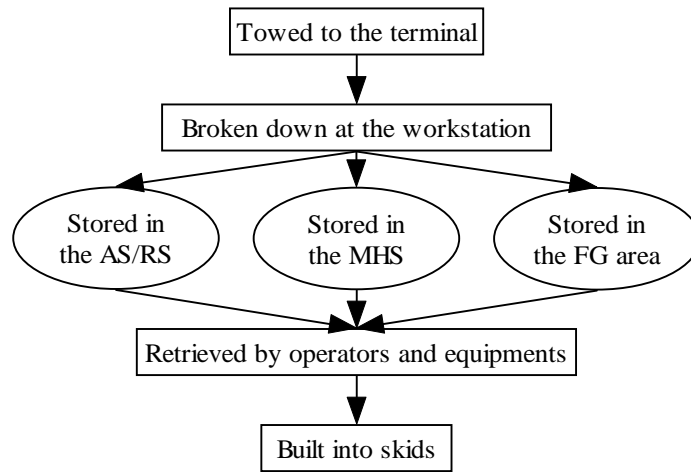 Towed to the terminal
Broken down at the workstation
Stored in
the AS/RS
Stored in
the MHS
Stored in
the FG area
Retrieved by operators and equipments
Built into skids